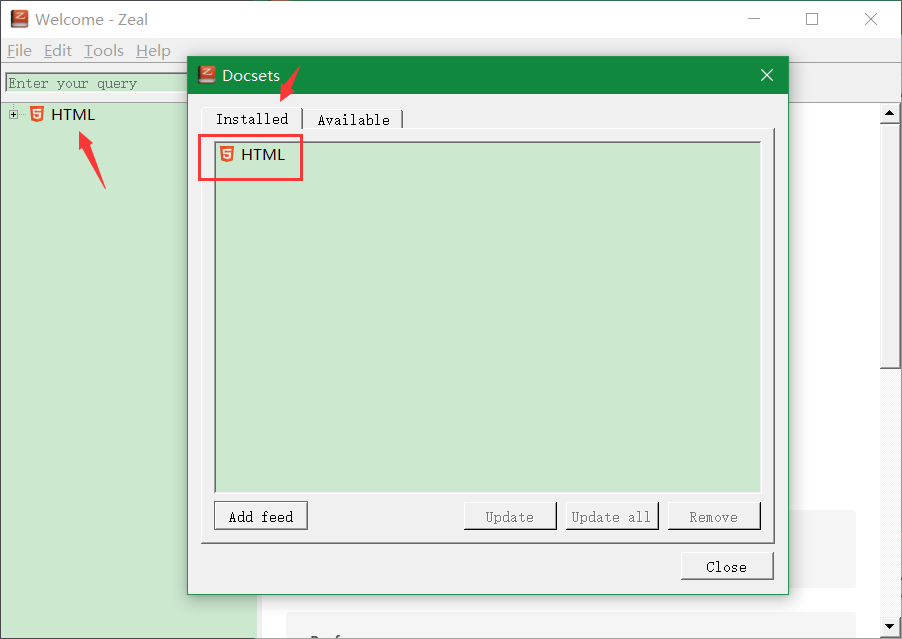 Welcome - Zeal
File Edit Tools Help
Enter your query
HTML
Docsets
Installed Available
HTML
Add feed Update Update all Remove
Close